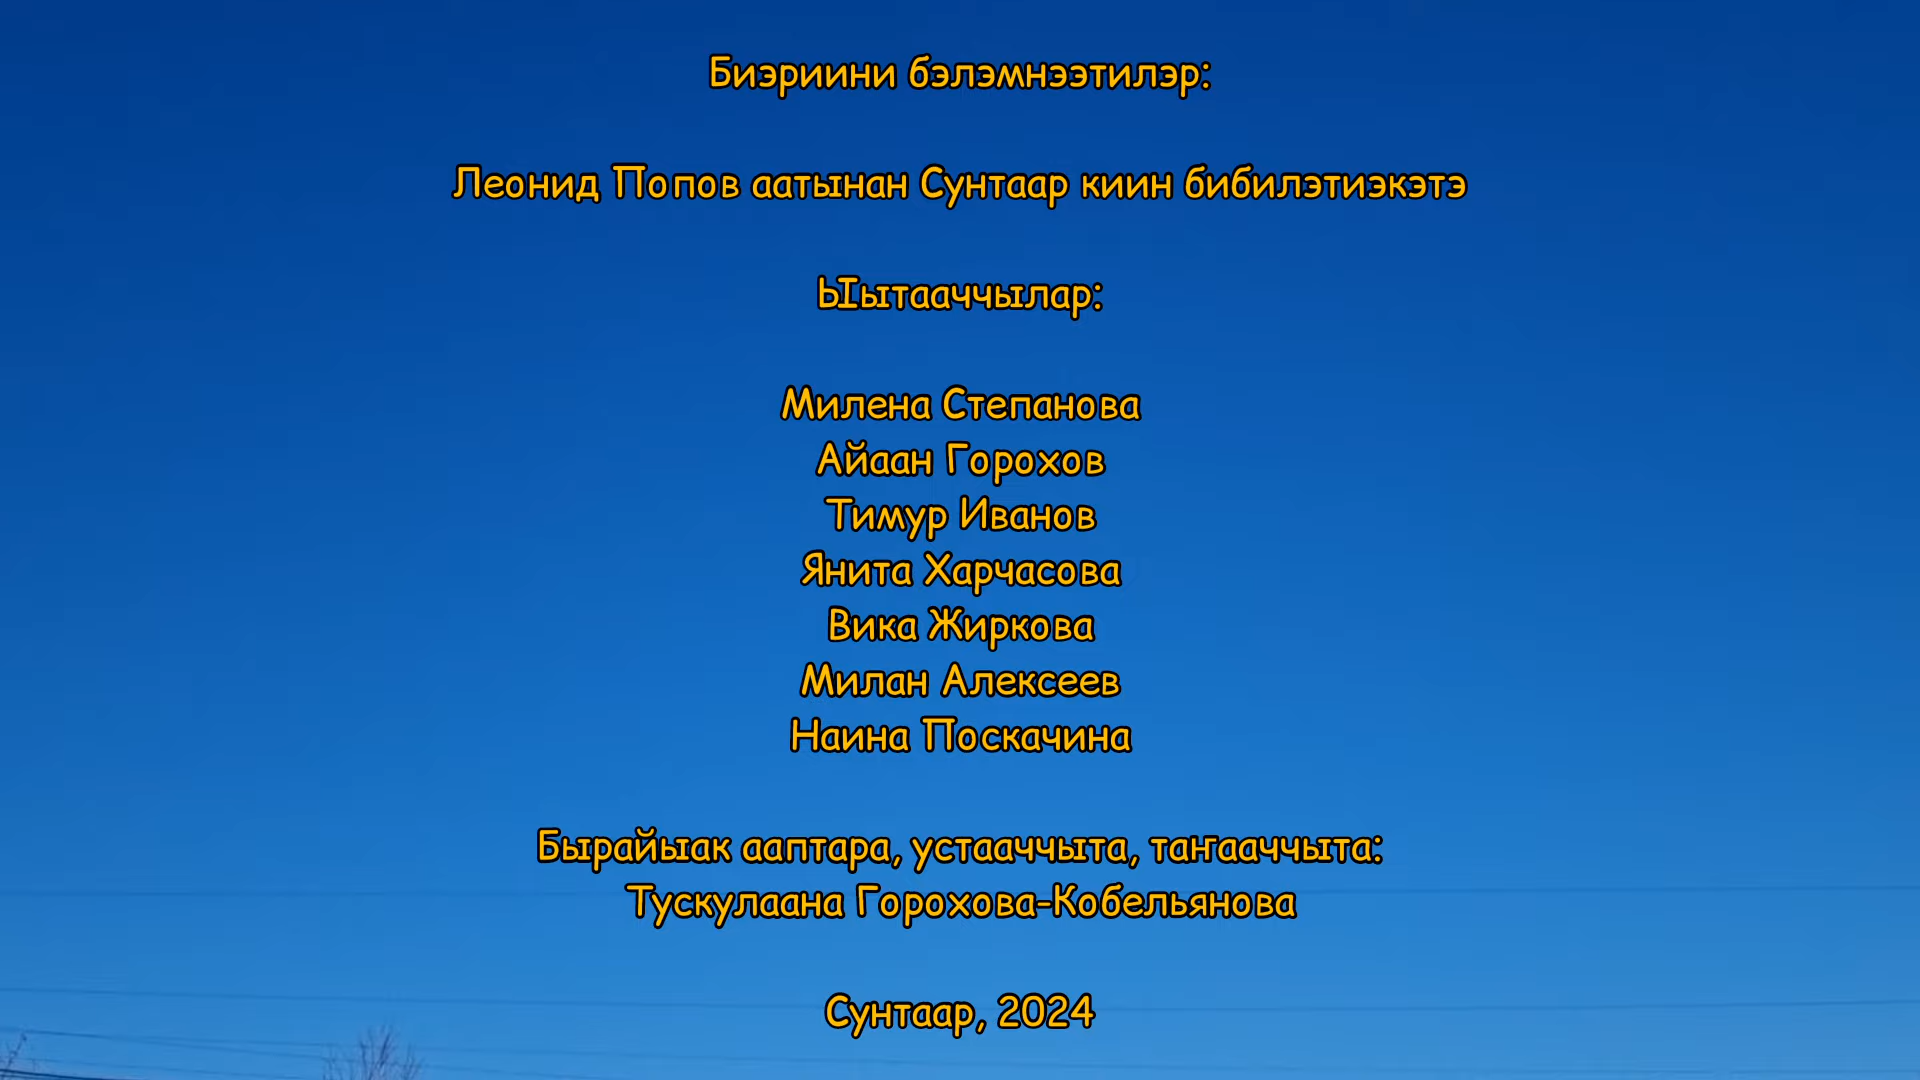 Биэриини бэлэмнээтилэр:
Леонид Попов аатынан Сунтаар киин бибилэтиэкэтэ
Ыытааччылар:
Милена Степанова
Айаан Горохов
Тимур Иванов
Янита Харчасова
Вика Жиркова
Милан Алексеев
Наина Поскачина
Бырайыак ааптара, устааччыта, таҥааччыта:
Тускулаана Горохова-Кобельянова
Сунтаар, 2024